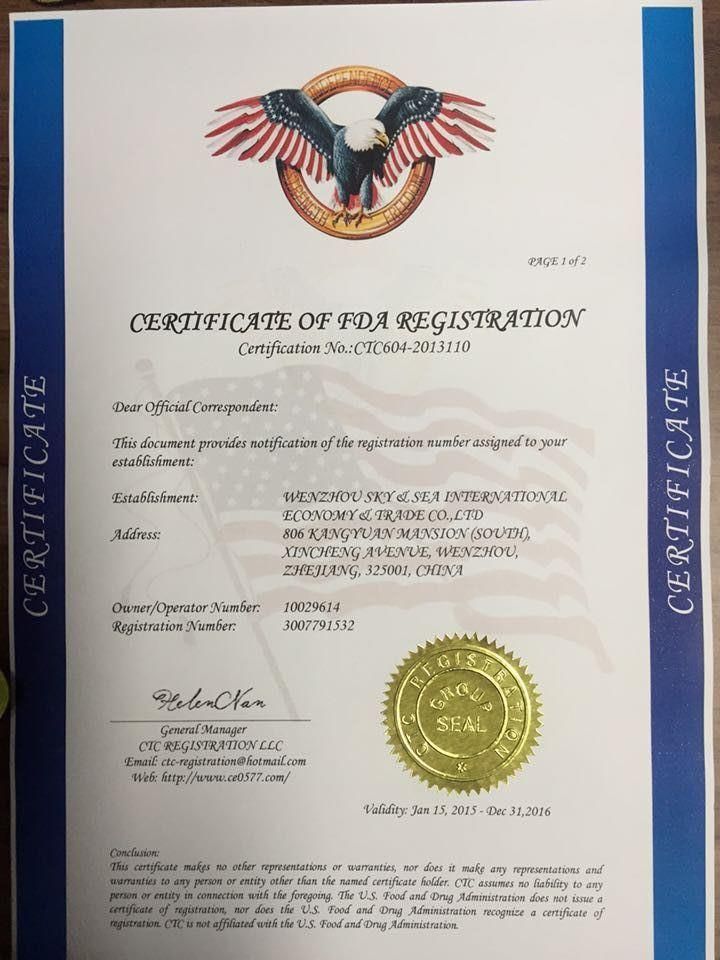 INDEPENDENCE
STRENGTH
FREEDOM
PAGE 1 of 2
CERTIFICATE OF FDA REGISTRATION
Certification No.:CTC604-2013110
CERTIFICATE
CERTIFICATE
Dear Official Correspondent:
This document provides notification of the registration number assigned to your
establishment:
Establishment: WENZHOU SKY & SEA INTERNATIONAL
ECONOMY & TRADE CO.,LTD
Address: 806 KANGYUAN MANSION (SOUTH),
XINCHENG AVENUE, WENZHOU,
ZHEJIANG, 325001, CHINA
Owner/Operator Number: 10029614
Registration Number: 3007791532
CTC REGISTRATION
GROUP
SEAL
General Manager
CTC REGISTRATION LLC
Email: ctc-registration@hotmail.com
Web: http://www.ce0577.com/
Validity: Jan 15, 2015 - Dec 31,2016
Conclusion:
This certificate makes no other representations or warranties, nor does it make any representations and
warranties to any person or entity other than the named certificate holder. CTC assumes no liability to any
person or entity in connection with the foregoing. The U.S. Food and Drug Administration does not issue a
certificate of registration, nor does the U.S. Food and Drug Administration recognize a certificate of
registration. CTC is not affiliated with the U.S. Food and Drug Administration.